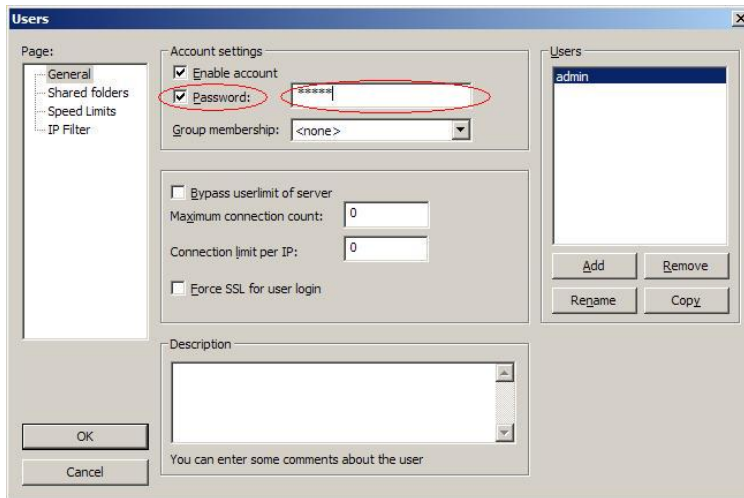 Users
Page:
General
Shared folders
Speed Limits
IP Filter
OK
Cancel
Account settings
Enable account
Password:
*****
Group membership:
<none>
Bypass userlimit of server
Maximum connection count:
0
Connection limit per IP:
0
Force SSL for user login
Description
You can enter some comments about the user
Users
admin
Add
Remove
Rename
Copy